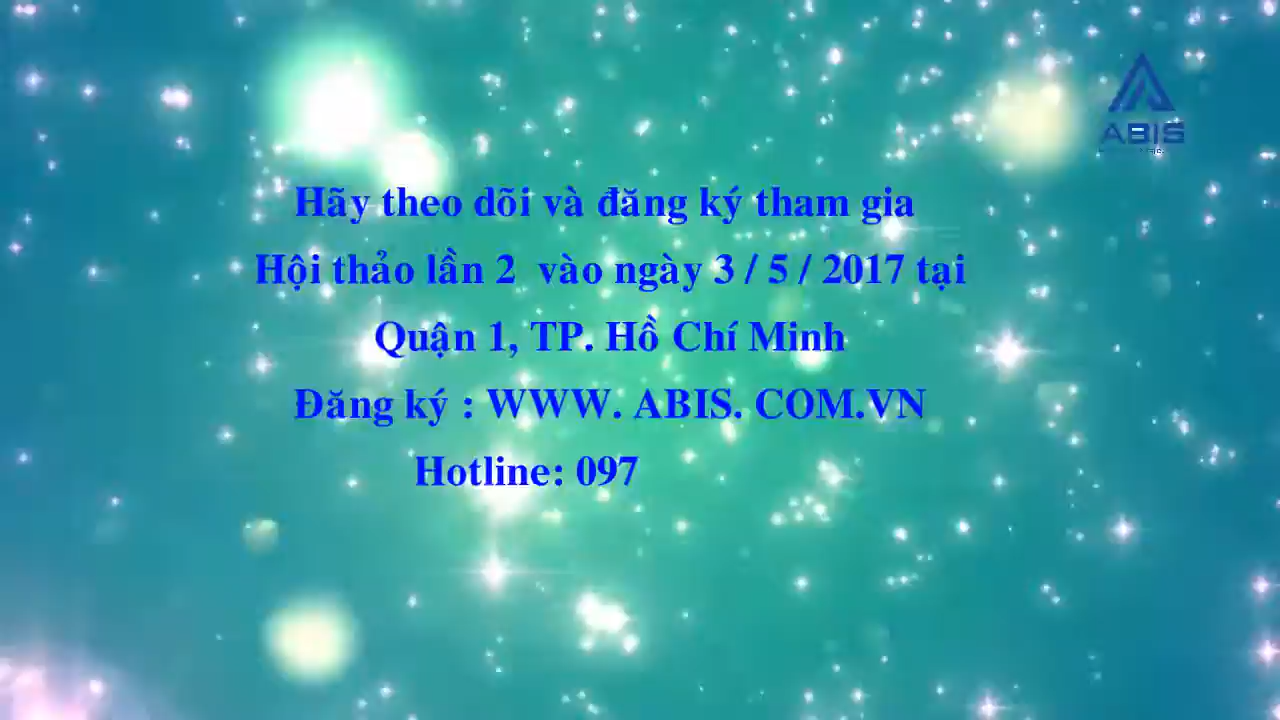 ABIS
Hãy theo dõi và đăng ký tham gia
Hội thảo lần 2 vào ngày 3 / 5 / 2017 tại
Quận 1, TP. Hồ Chí Minh
Đăng ký : WWW. ABIS. COM.VN
Hotline: 097